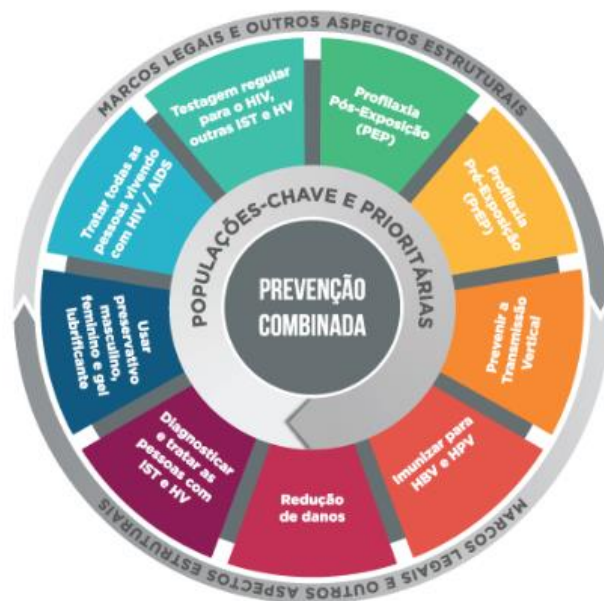 MARCOS LEGAIS E OUTROS ASPECTOS ESTRUTURAIS
Testagem regular
para o HIV,
outras IST e HV
Profilaxia
Pós-Exposição
(PEP)
Profilaxia
Pré-Exposição
(PrEP)
Prevenir a
Transmissão
Vertical
Imunizar para
HBV e HPV
Redução
de danos
Diagnosticar
e tratar as
pessoas com
IST e HV
Usar
preservativo
masculino,
feminino e gel
lubrificante
Tratar todas as
pessoas vivendo
com HIV / AIDS
POPULAÇÕES-CHAVE E PRIORITÁRIAS
PREVENÇÃO
COMBINADA
MARCOS LEGAIS E OUTROS ASPECTOS ESTRUTURAIS